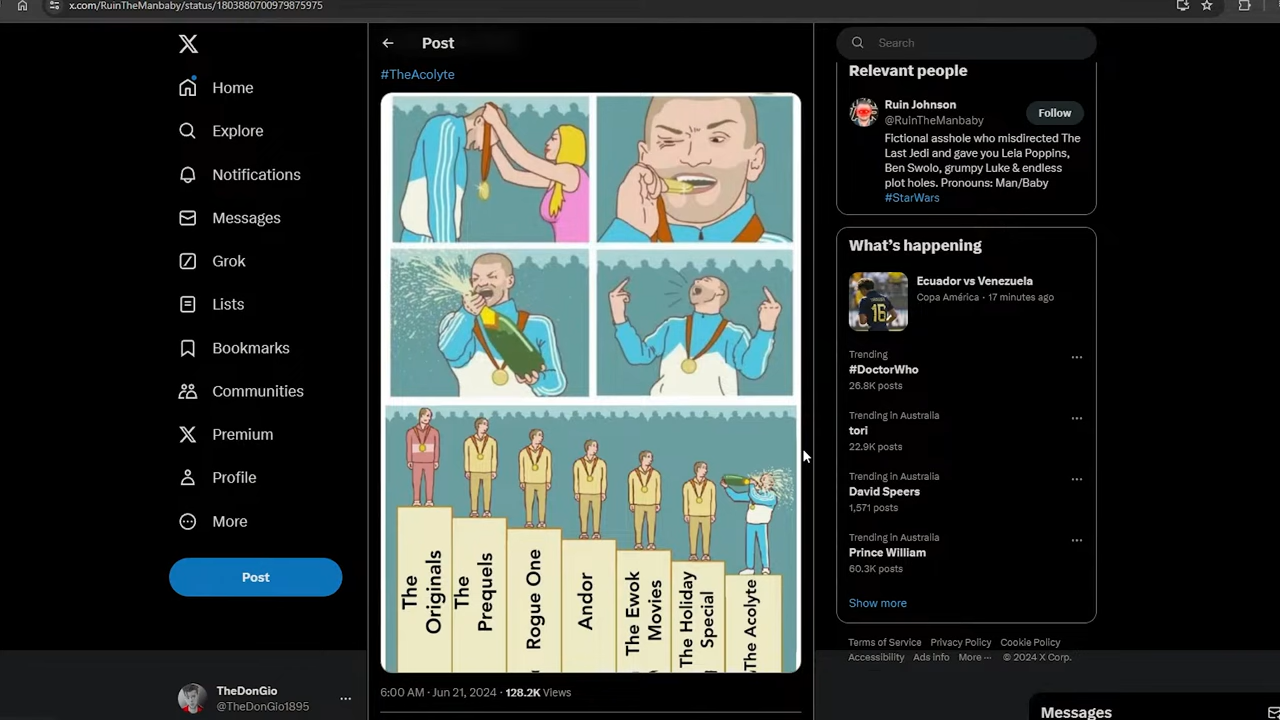 x.com/RuinTheManbaby/status/1803880700979875975
Home
Explore
Notifications
Messages
Grok
Lists
Bookmarks
Communities
Premium
Profile
More
Post
TheDonGio
@TheDonGio1895
Post
#TheAcolyte
The Originals
The Prequels
Rogue One
Andor
The Ewok Movies
The Holiday Special
The Acolyte
6:00 AM · Jun 21, 2024 · 128.2K Views
Search
Relevant people
Ruin Johnson
@RuinTheManbaby
Follow
Fictional asshole who misdirected The
Last Jedi and gave you Leia Poppins,
Ben Swolo, grumpy Luke & endless
plot holes. Pronouns: Man/Baby
#StarWars
What's happening
Ecuador vs Venezuela
Copa América · 17 minutes ago
16
Trending
#DoctorWho
26.8K posts
Trending in Australia
tori
22.9K posts
Trending in Australia
David Speers
1,571 posts
Trending in Australia
Prince William
60.3K posts
Show more
Terms of Service Privacy Policy Cookie Policy
Accessibility Ads info More ··· © 2024 X Corp.
Messages